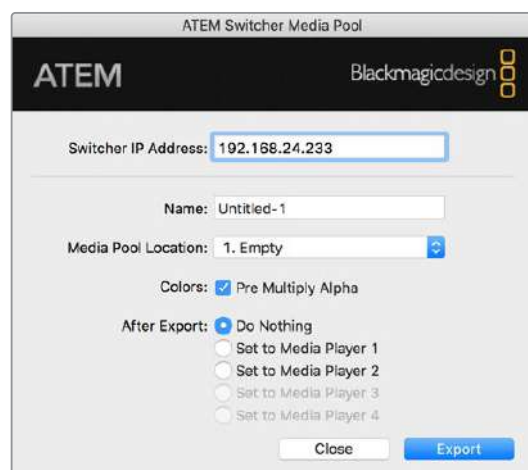 ATEM Switcher Media Pool
ATEM Blackmagicdesign
Switcher IP Address: 192.168.24.233
Name: Untitled-1
Media Pool Location: 1. Empty
Colors: Pre Multiply Alpha
After Export: Do Nothing
Set to Media Player 1
Set to Media Player 2
Set to Media Player 3
Set to Media Player 4
Close Export